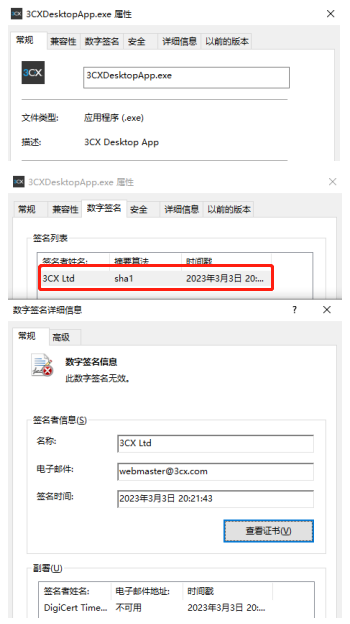 3CXDesktopApp.exe 属性
常规 兼容性 数字签名 安全 详细信息 以前的版本
3CX
3CXDesktopApp.exe
文件类型: 应用程序 (.exe)
描述: 3CX Desktop App
3CXDesktopApp.exe 属性
常规 兼容性 数字签名 安全 详细信息 以前的版本
签名列表
签名者姓名: 摘要算法 时间戳
3CX Ltd sha1 2023年3月3日 20:...
数字签名详细信息 ?
常规 高级
数字签名信息
此数字签名无效。
签名者信息(S)
名称: 3CX Ltd
电子邮件: webmaster@3cx.com
签名时间: 2023年3月3日 20:21:43
查看证书(V)
副署(U)
签名者姓名: 电子邮件地址: 时间戳
DigiCert Time... 不可用 2023年3月3日 20:...